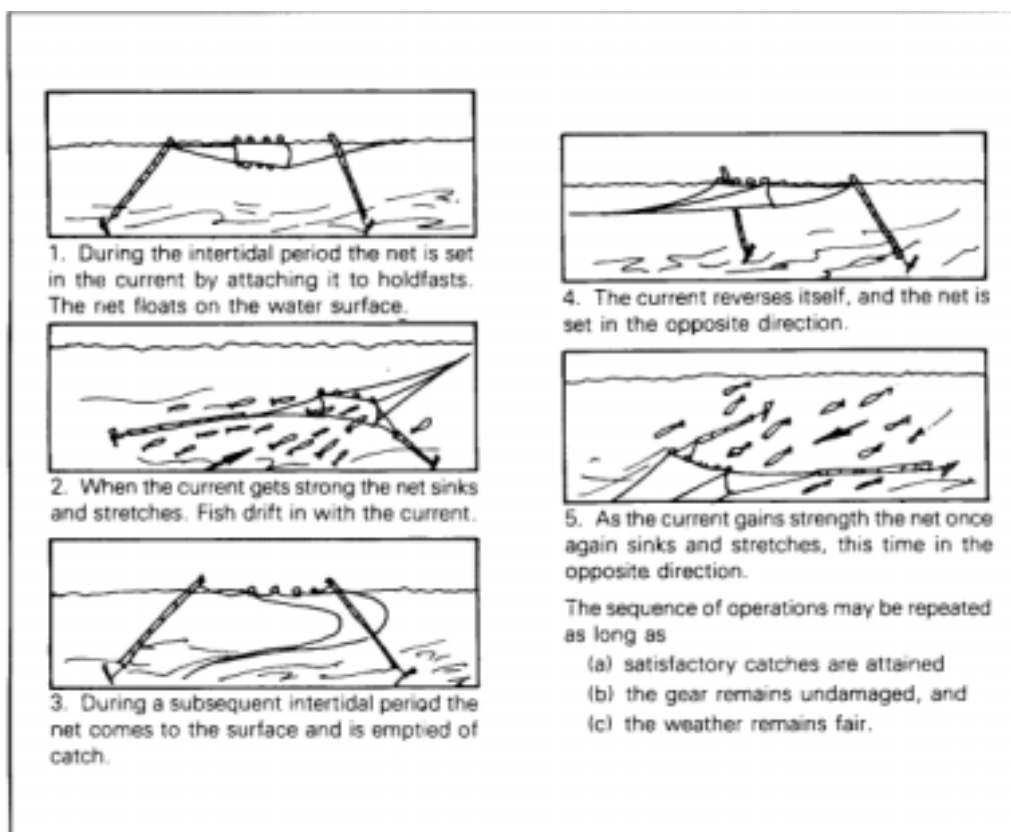 1. During the intertidal period the net is set
in the current by attaching it to holdfasts.
The net floats on the water surface.
2. When the current gets strong the net sinks
and stretches. Fish drift in with the current.
3. During a subsequent intertidal period the
net comes to the surface and is emptied of
catch.
4. The current reverses itself, and the net is
set in the opposite direction.
5. As the current gains strength the net once
again sinks and stretches, this time in the
opposite direction.
The sequence of operations may be repeated
as long as
(a) satisfactory catches are attained
(b) the gear remains undamaged, and
(c) the weather remains fair.